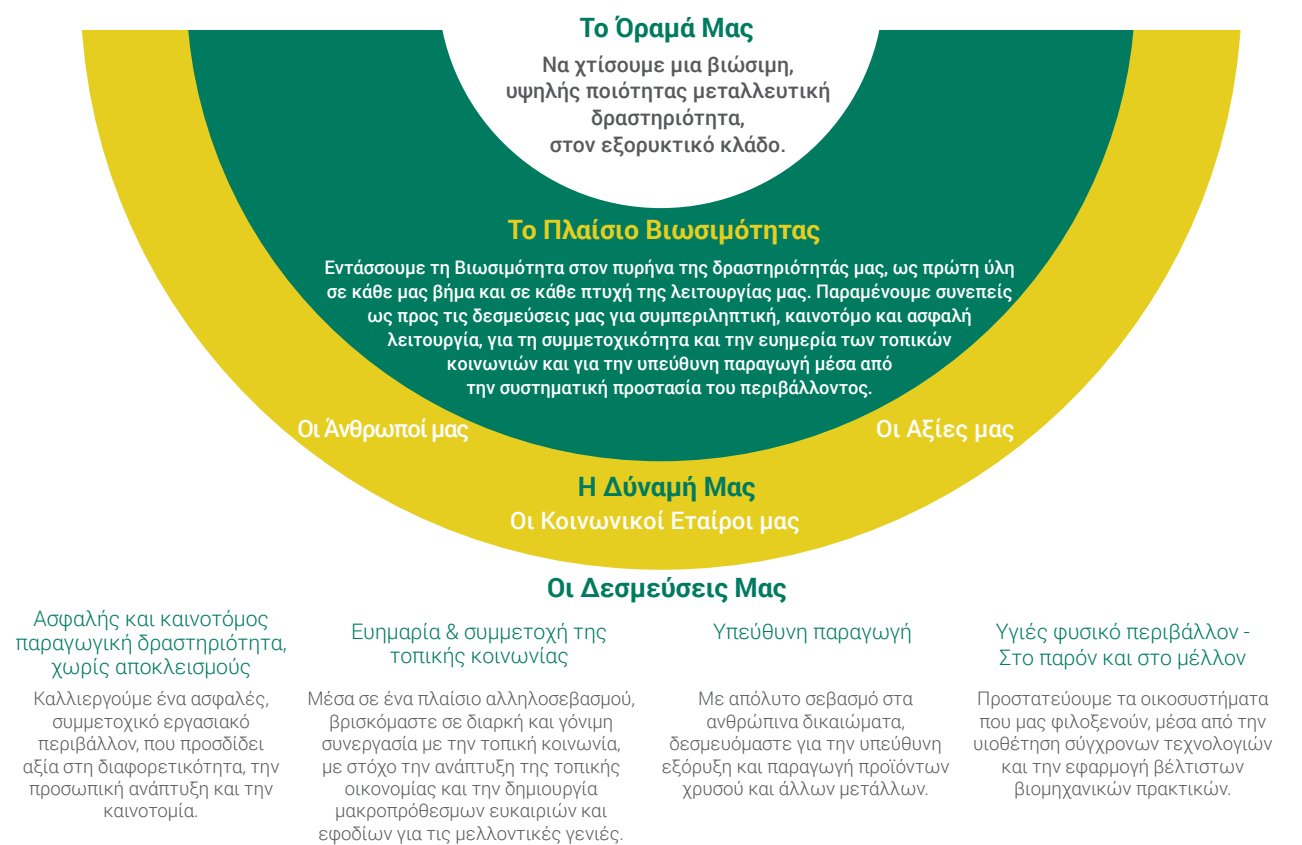 Το Όραμά Μας
Να χτίσουμε μια βιώσιμη,
υψηλής ποιότητας μεταλλευτική
δραστηριότητα,
στον εξορυκτικό κλάδο.
Το Πλαίσιο Βιωσιμότητας
Εντάσσουμε τη Βιωσιμότητα στον πυρήνα της δραστηριότητάς μας, ως πρώτη ύλη
σε κάθε μας βήμα και σε κάθε πτυχή της λειτουργίας μας. Παραμένουμε συνεπείς
ως προς τις δεσμεύσεις μας για συμπεριληπτική, καινοτόμο και ασφαλή
λειτουργία, για τη συμμετοχικότητα και την ευημερία των τοπικών
κοινωνιών και για την υπεύθυνη παραγωγή μέσα από
την συστηματική προστασία του περιβάλλοντος.
Οι Άνθρωποί μας
Οι Αξίες μας
Η Δύναμή Μας
Οι Κοινωνικοί Εταίροι μας
Οι Δεσμεύσεις Μας
Ασφαλής και καινοτόμος
παραγωγική δραστηριότητα,
χωρίς αποκλεισμούς
Καλλιεργούμε ένα ασφαλές,
συμμετοχικό εργασιακό
περιβάλλον, που προσδίδει
αξία στη διαφορετικότητα, την
προσωπική ανάπτυξη και την
καινοτομία.
Ευημαρία & συμμετοχή της
τοπικής κοινωνίας
Μέσα σε ένα πλαίσιο αλληλοσεβασμού,
βρισκόμαστε σε διαρκή και γόνιμη
συνεργασία με την τοπική κοινωνία,
με στόχο την ανάπτυξη της τοπικής
οικονομίας και την δημιουργία
μακροπρόθεσμων ευκαιριών και
εφοδίων για τις μελλοντικές γενιές.
Υπεύθυνη παραγωγή
Με απόλυτο σεβασμό στα
ανθρώπινα δικαιώματα,
δεσμευόμαστε για την υπεύθυνη
εξόρυξη και παραγωγή προϊόντων
χρυσού και άλλων μετάλλων.
Υγιές φυσικό περιβάλλον -
Στο παρόν και στο μέλλον
Προστατεύουμε τα οικοσυστήματα
που μας φιλοξενούν, μέσα από την
υιοθέτηση σύγχρονων τεχνολογιών
και την εφαρμογή βέλτιστων
βιομηχανικών πρακτικών.